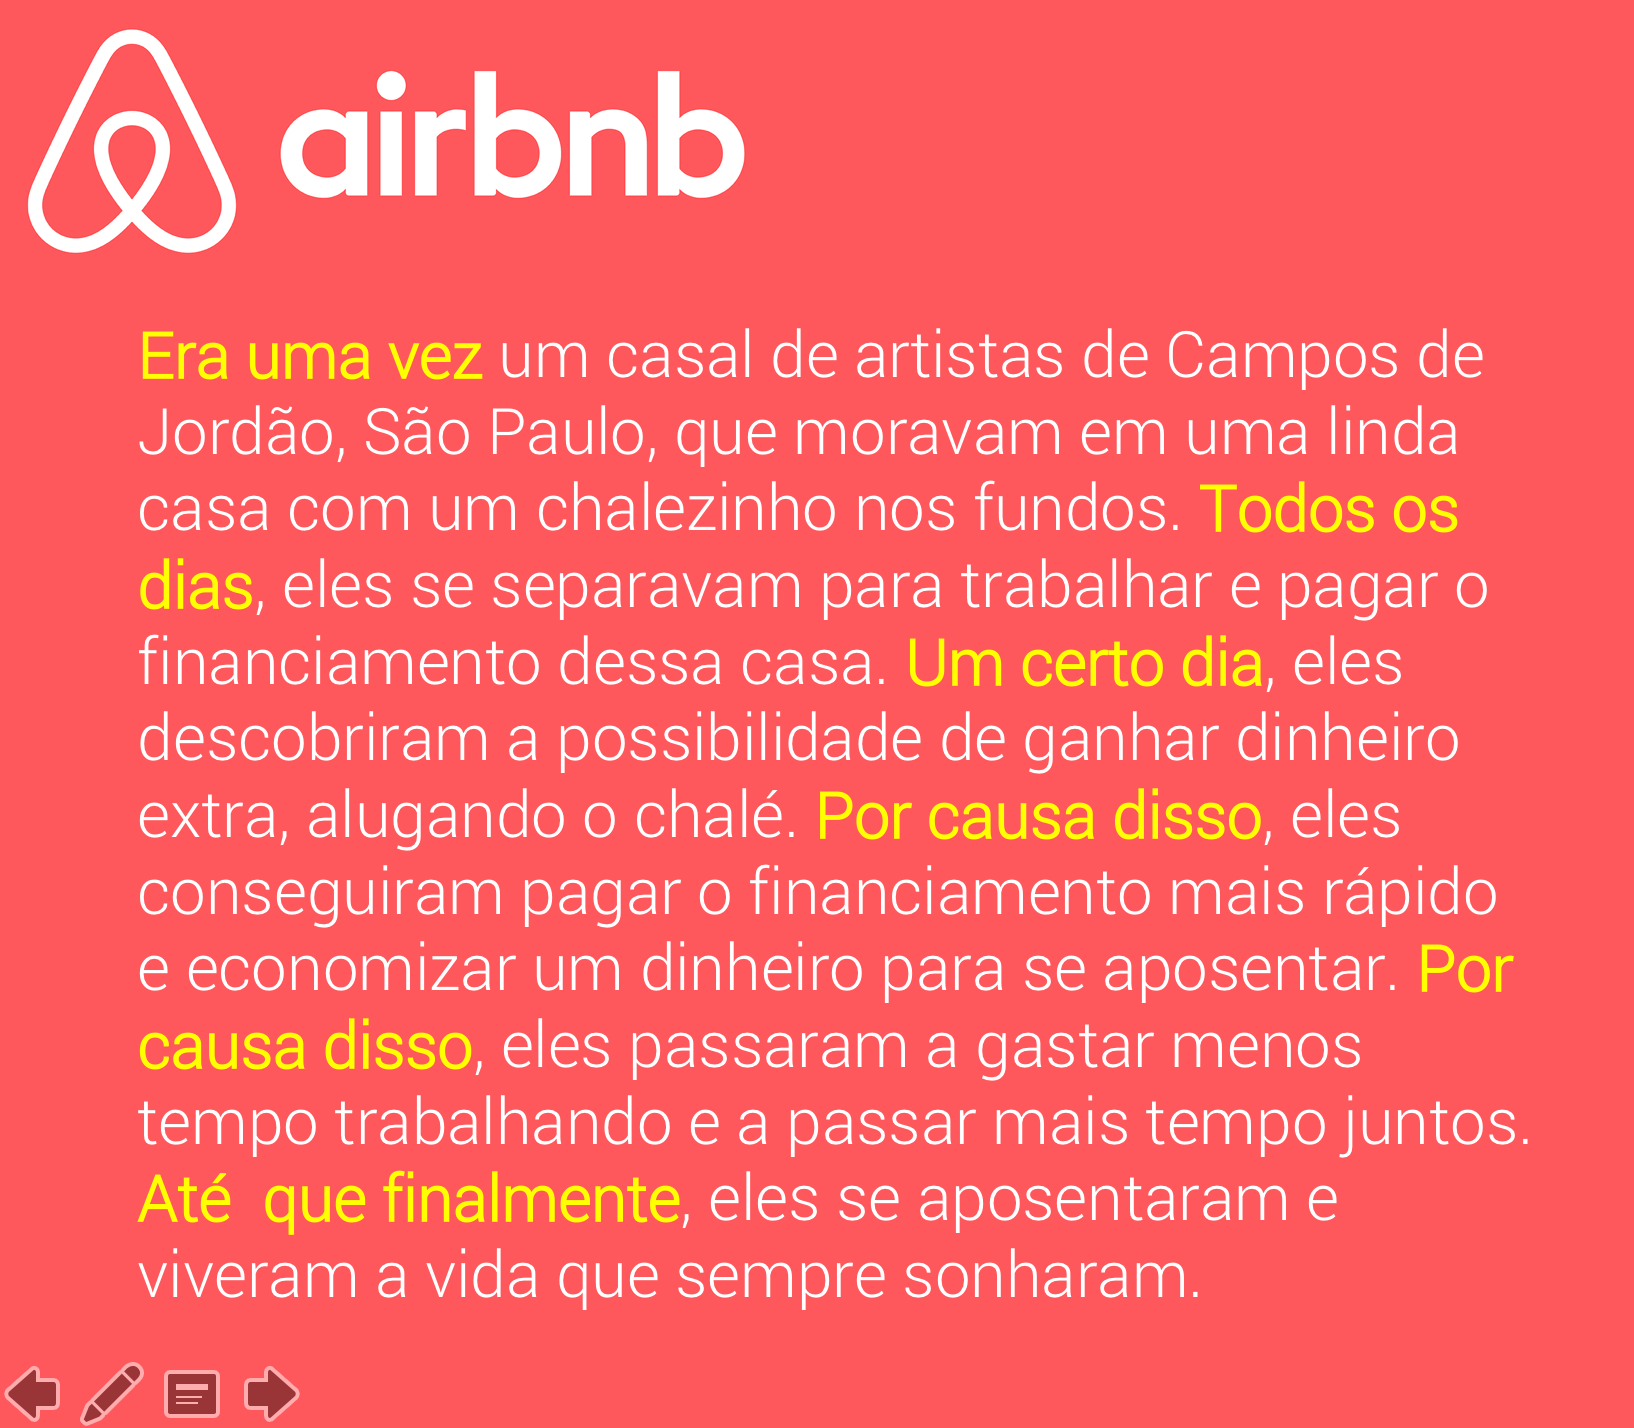 airbnb
Era uma vez um casal de artistas de Campos de
Jordão, São Paulo, que moravam em uma linda
casa com um chalezinho nos fundos. Todos os
dias, eles se separavam para trabalhar e pagar o
financiamento dessa casa. Um certo dia, eles
descobriram a possibilidade de ganhar dinheiro
extra, alugando o chalé. Por causa disso, eles
conseguiram pagar o financiamento mais rápido
e economizar um dinheiro para se aposentar. Por
causa disso, eles passaram a gastar menos
tempo trabalhando e a passar mais tempo juntos.
Até  que finalmente, eles se aposentaram e
viveram a vida que sempre sonharam.